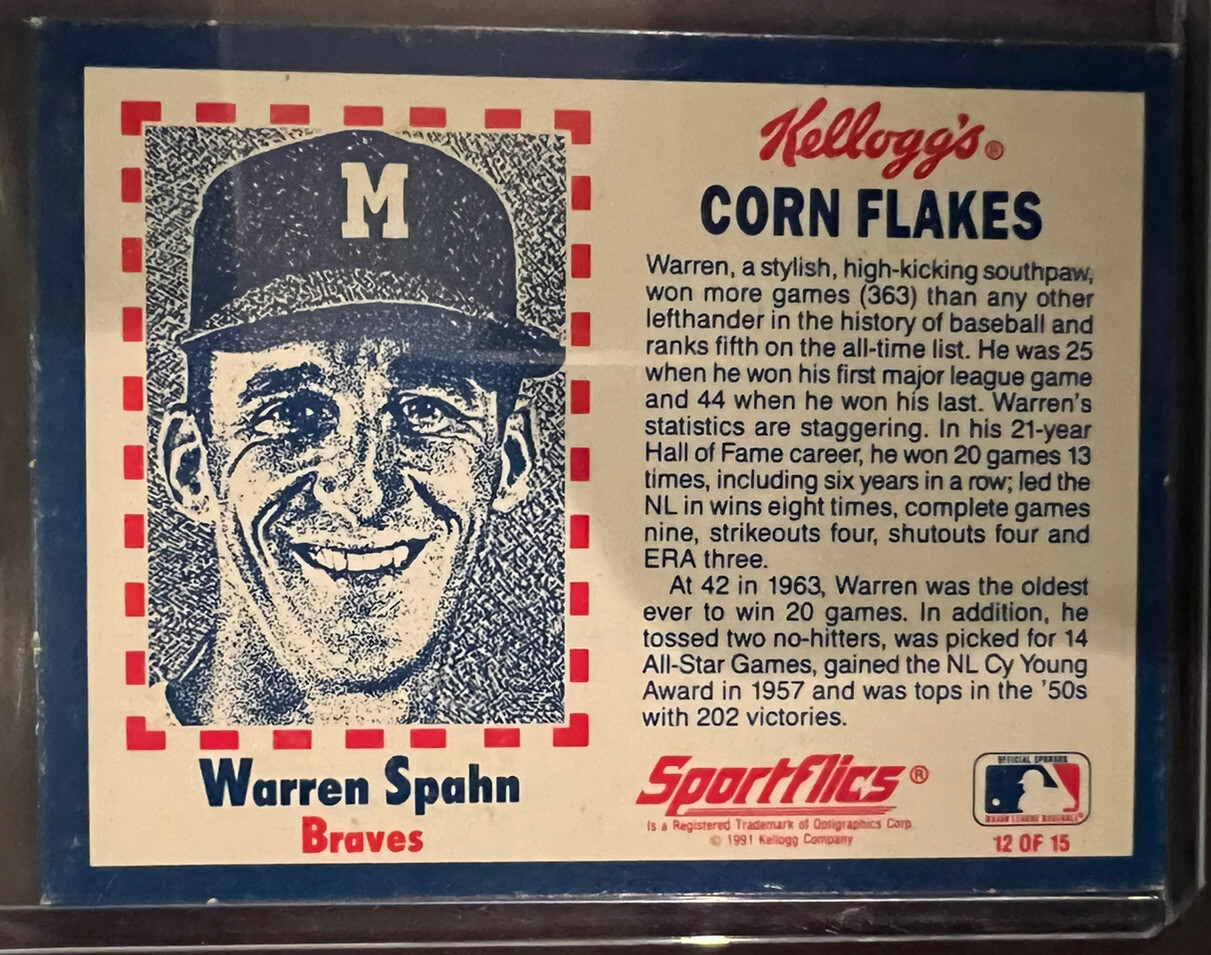 M
Kellogg's®
CORN FLAKES
Warren, a stylish, high-kicking southpaw,
won more games (363) than any other
lefthander in the history of baseball and
ranks fifth on the all-time list. He was 25
when he won his first major league game
and 44 when he won his last. Warren's
statistics are staggering. In his 21-year
Hall of Fame career, he won 20 games 13
times, including six years in a row; led the
NL in wins eight times, complete games
nine, strikeouts four, shutouts four and
ERA three.
At 42 in 1963, Warren was the oldest
ever to win 20 games. In addition, he
tossed two no-hitters, was picked for 14
All-Star Games, gained the NL Cy Young
Award in 1957 and was tops in the '50s
with 202 victories.
Warren Spahn
Braves
Sportflics®
Is a Registered Trademark of Optigraphics Corp.
© 1991 Kellogg Company
OFFICIAL SPONSOR
MAJOR LEAGUE BASEBALL®
12 OF 15